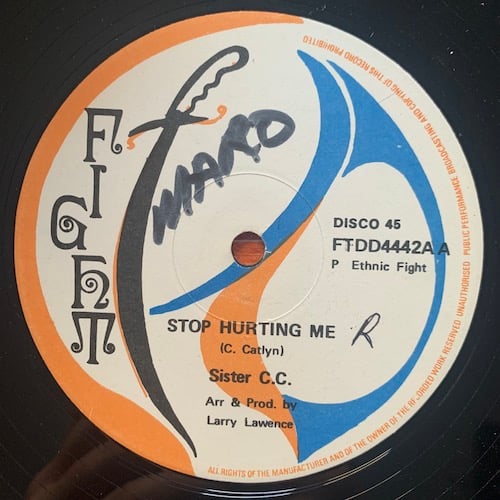 FIGHT
MARO
DISCO 45
FTDD4442A A
P Ethnic Fight
STOP HURTING ME R
(C. Catlyn)
Sister C.C.
Arr & Prod. by
Larry Lawence
ALL RIGHTS OF THE MANUFACTURER AND OF THE OWNER OF THE RECORDED WORK RESERVED UNAUTHORISED PUBLIC PERFORMANCE BROADCASTING AND COPYING OF THIS RECORD PROHIBITED